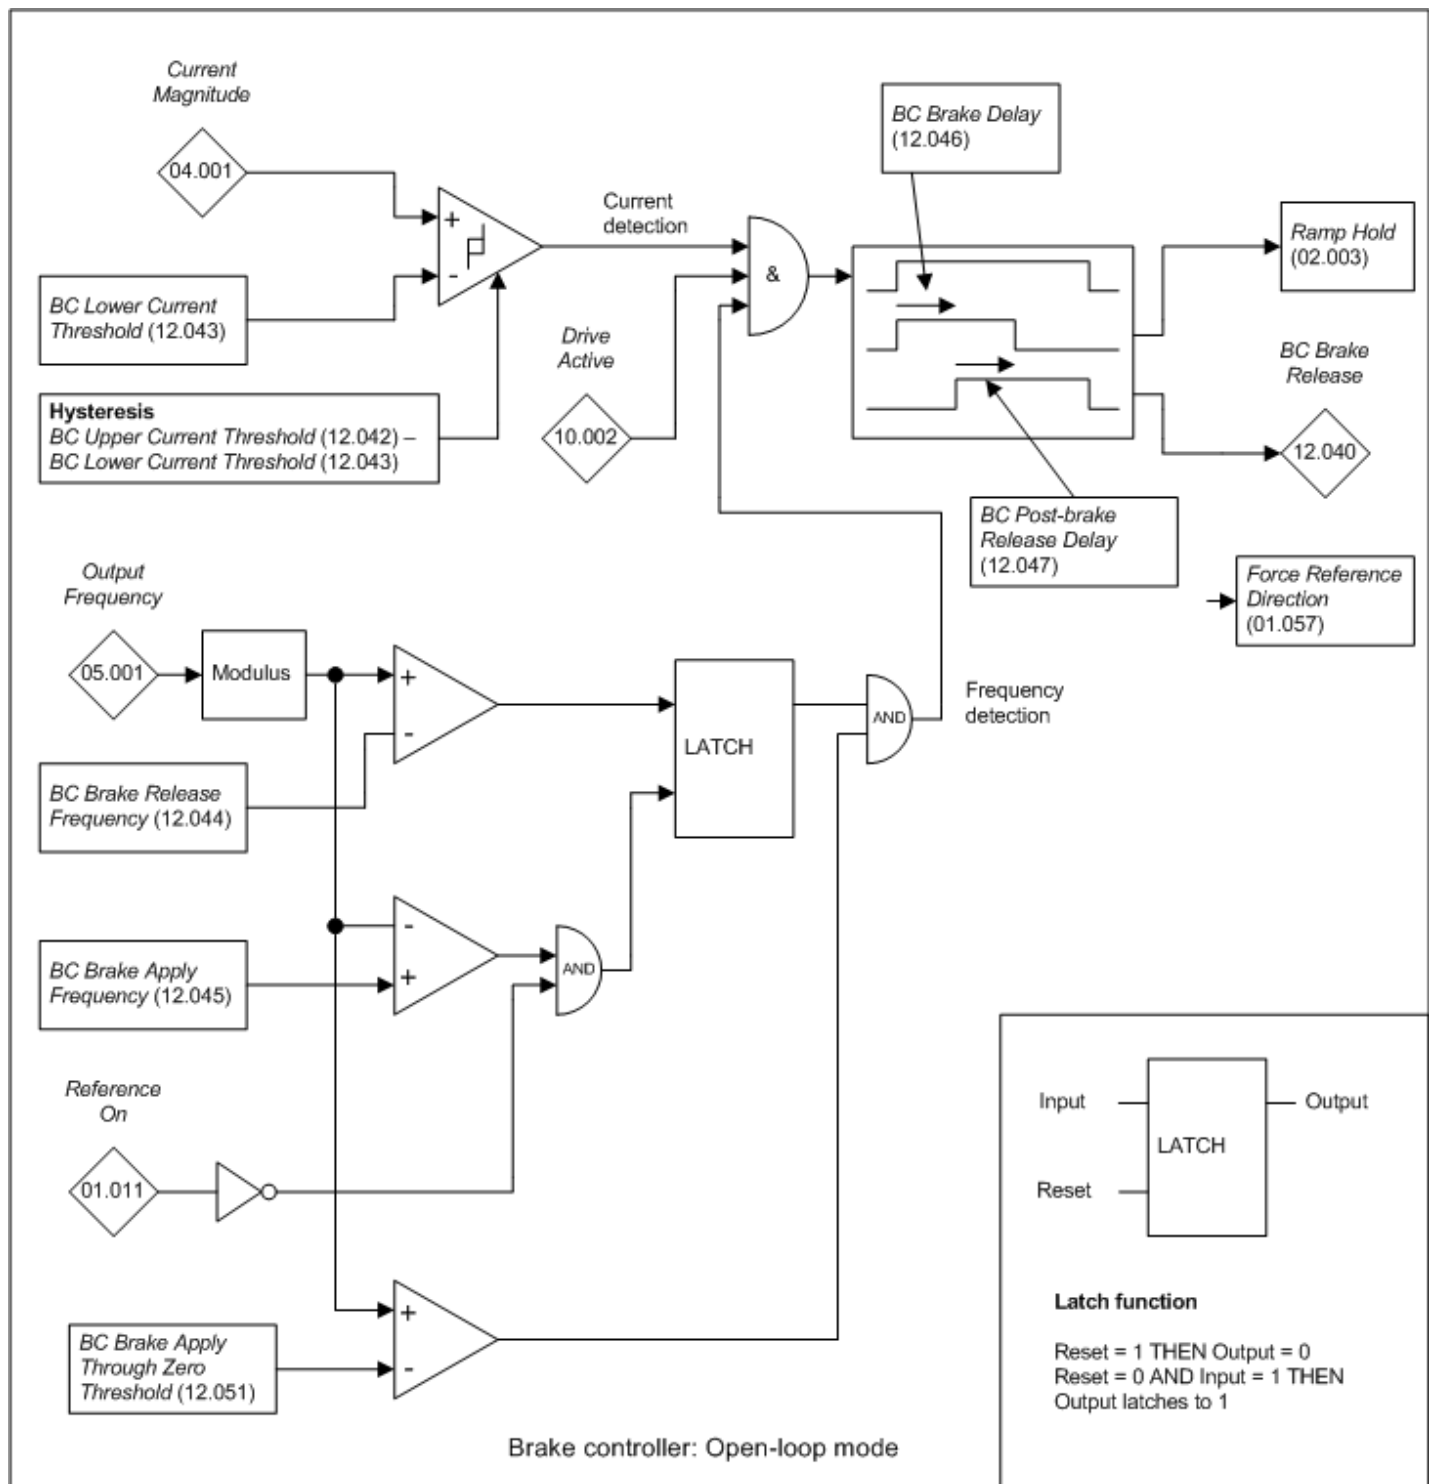 Current
Magnitude
04.001
+
-
BC Lower Current
Threshold (12.043)
Hysteresis
BC Upper Current Threshold (12.042) –
BC Lower Current Threshold (12.043)
Current
detection
Drive
Active
10.002
&
BC Brake Delay
(12.046)
BC Post-brake
Release Delay
(12.047)
Ramp Hold
(02.003)
BC Brake
Release
12.040
Force Reference
Direction
(01.057)
Output
Frequency
05.001
Modulus
+
-
BC Brake Release
Frequency (12.044)
LATCH
AND
Frequency
detection
-
+
BC Brake Apply
Frequency (12.045)
AND
Reference
On
01.011
+
-
BC Brake Apply
Through Zero
Threshold (12.051)
Input
Output
LATCH
Reset
Latch function
Reset = 1 THEN Output = 0
Reset = 0 AND Input = 1 THEN
Output latches to 1
Brake controller: Open-loop mode